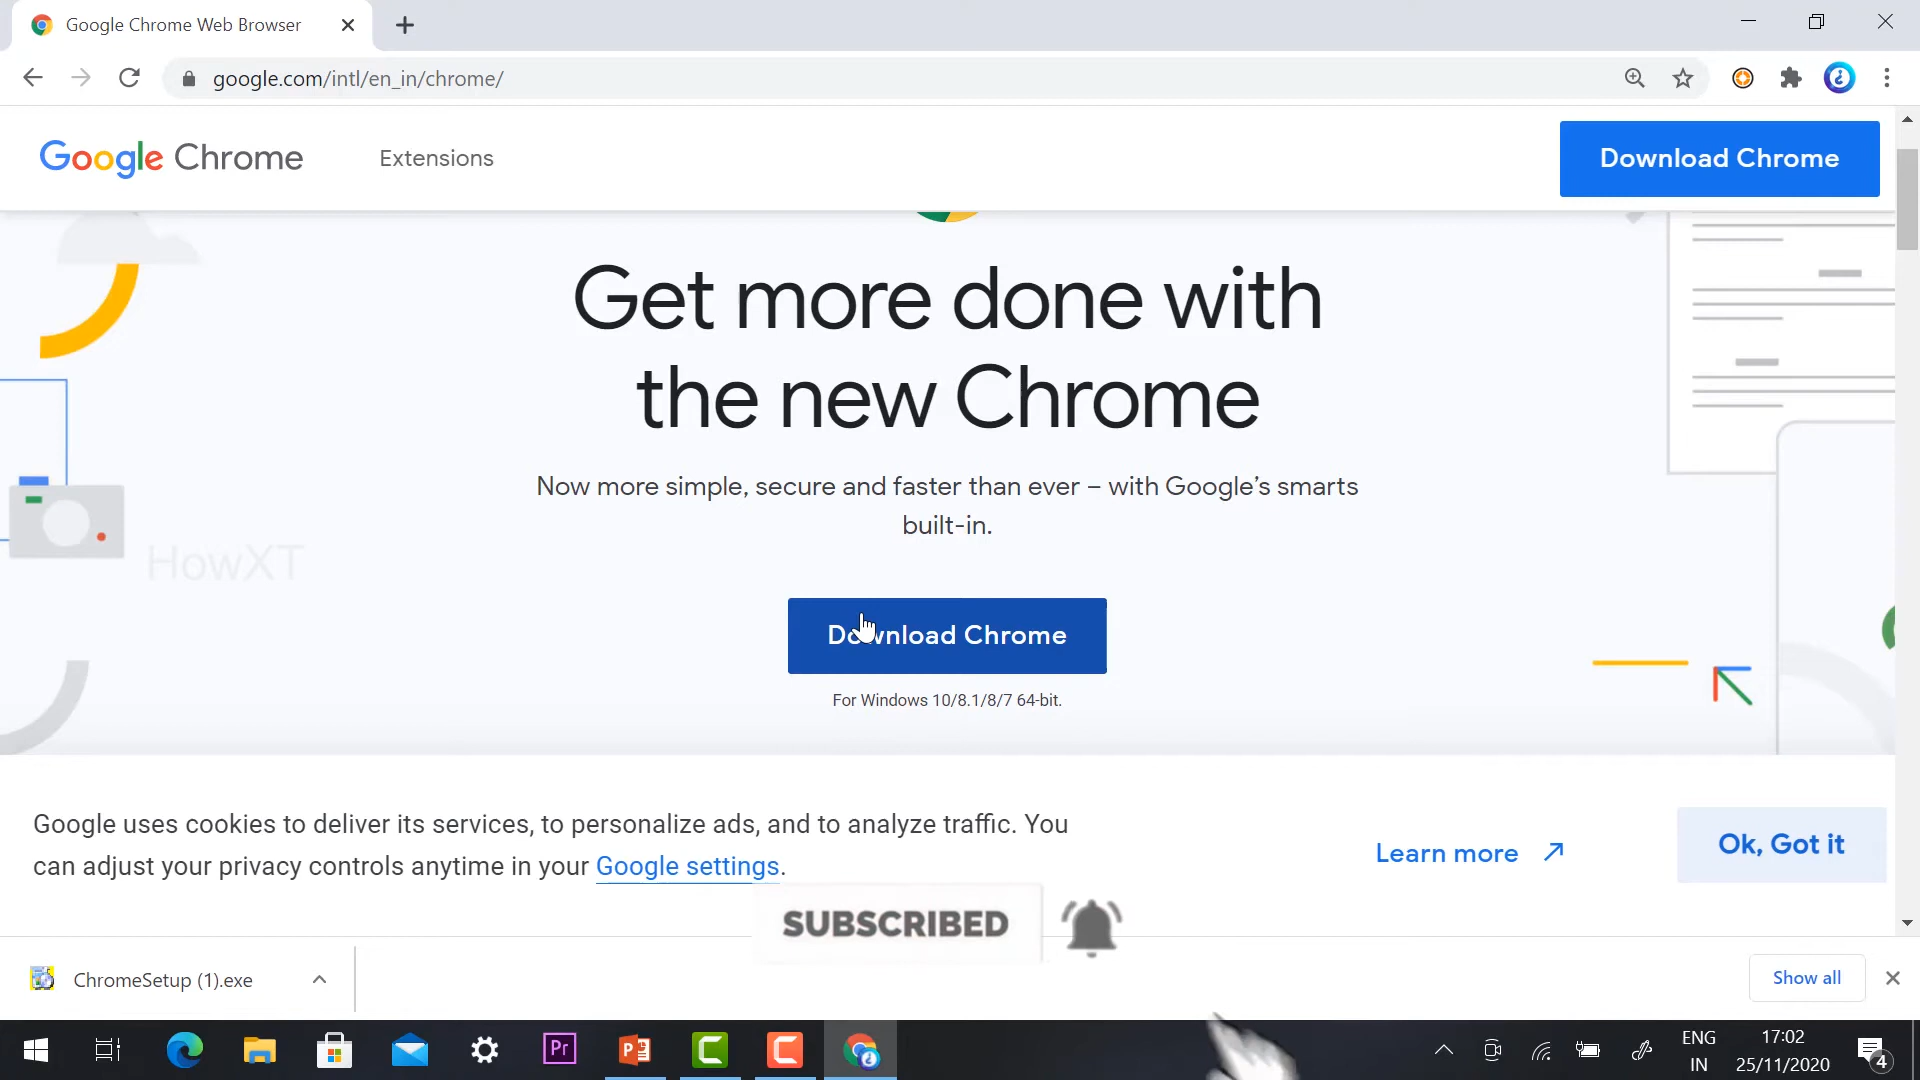 Google Chrome Web Browser
google.com/intl/en_in/chrome/
Google Chrome
Extensions
Download Chrome
Get more done with
the new Chrome
Now more simple, secure and faster than ever – with Google's smarts
built-in.
HowXT
Download Chrome
For Windows 10/8.1/8/7 64-bit.
Google uses cookies to deliver its services, to personalize ads, and to analyze traffic. You
can adjust your privacy controls anytime in your Google settings.
Learn more
Ok, Got it
SUBSCRIBED
ChromeSetup (1).exe
Show all
Pr
ENG
IN
17:02
25/11/2020
4